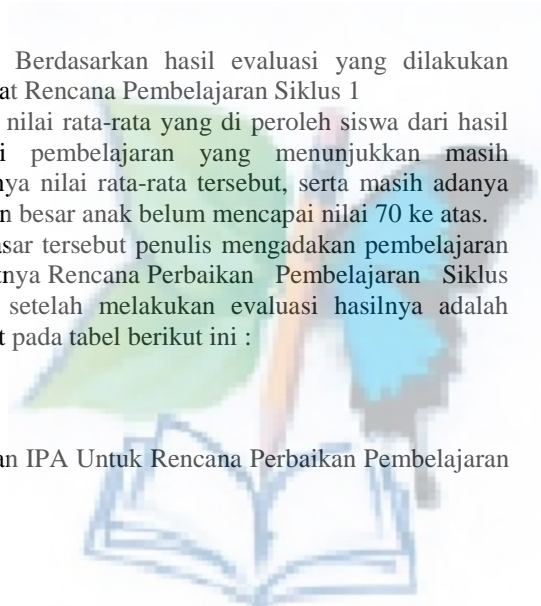 Berdasarkan hasil evaluasi yang dilakukan
at Rencana Pembelajaran Siklus 1
nilai rata-rata yang di peroleh siswa dari hasil
i pembelajaran yang menunjukkan masih
nya nilai rata-rata tersebut, serta masih adanya
n besar anak belum mencapai nilai 70 ke atas.
asar tersebut penulis mengadakan pembelajaran
tnya Rencana Perbaikan Pembelajaran Siklus
setelah melakukan evaluasi hasilnya adalah
t pada tabel berikut ini :
an IPA Untuk Rencana Perbaikan Pembelajaran